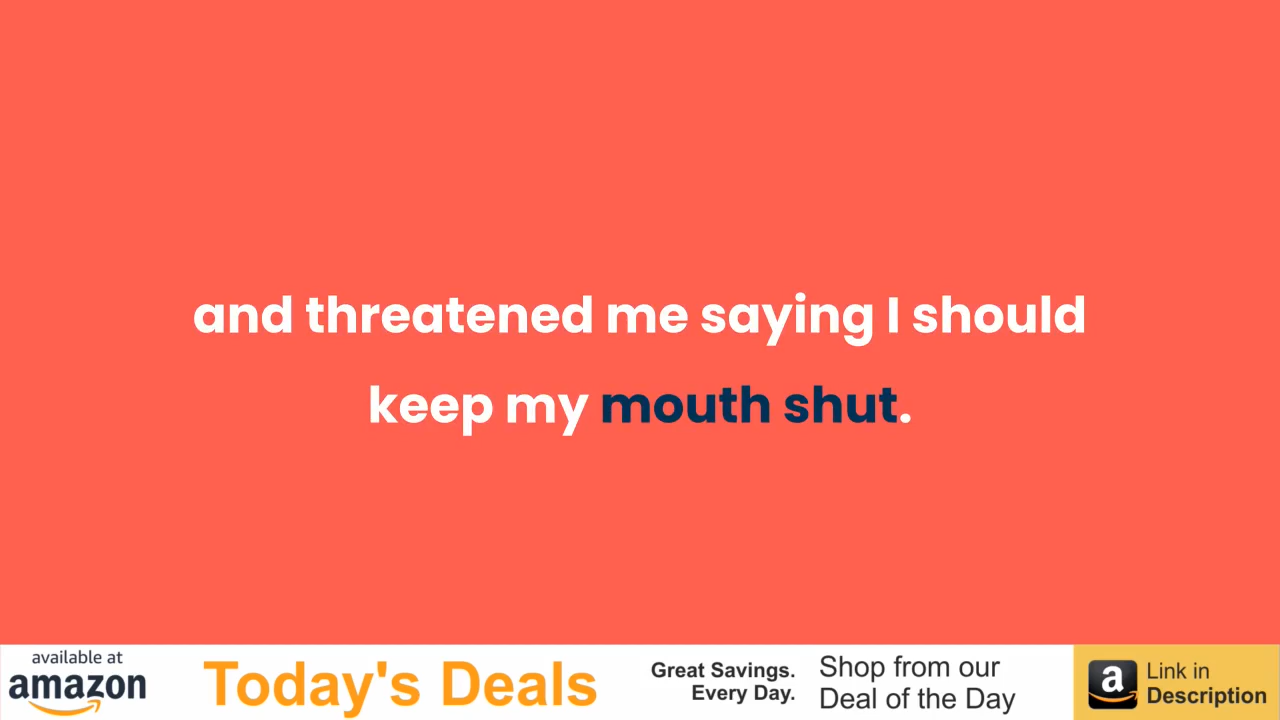 and threatened me saying I should
keep my mouth shut.
available at
amazon
Today's Deals
Great Savings.
Every Day.
Shop from our
Deal of the Day
a
Link in
Description